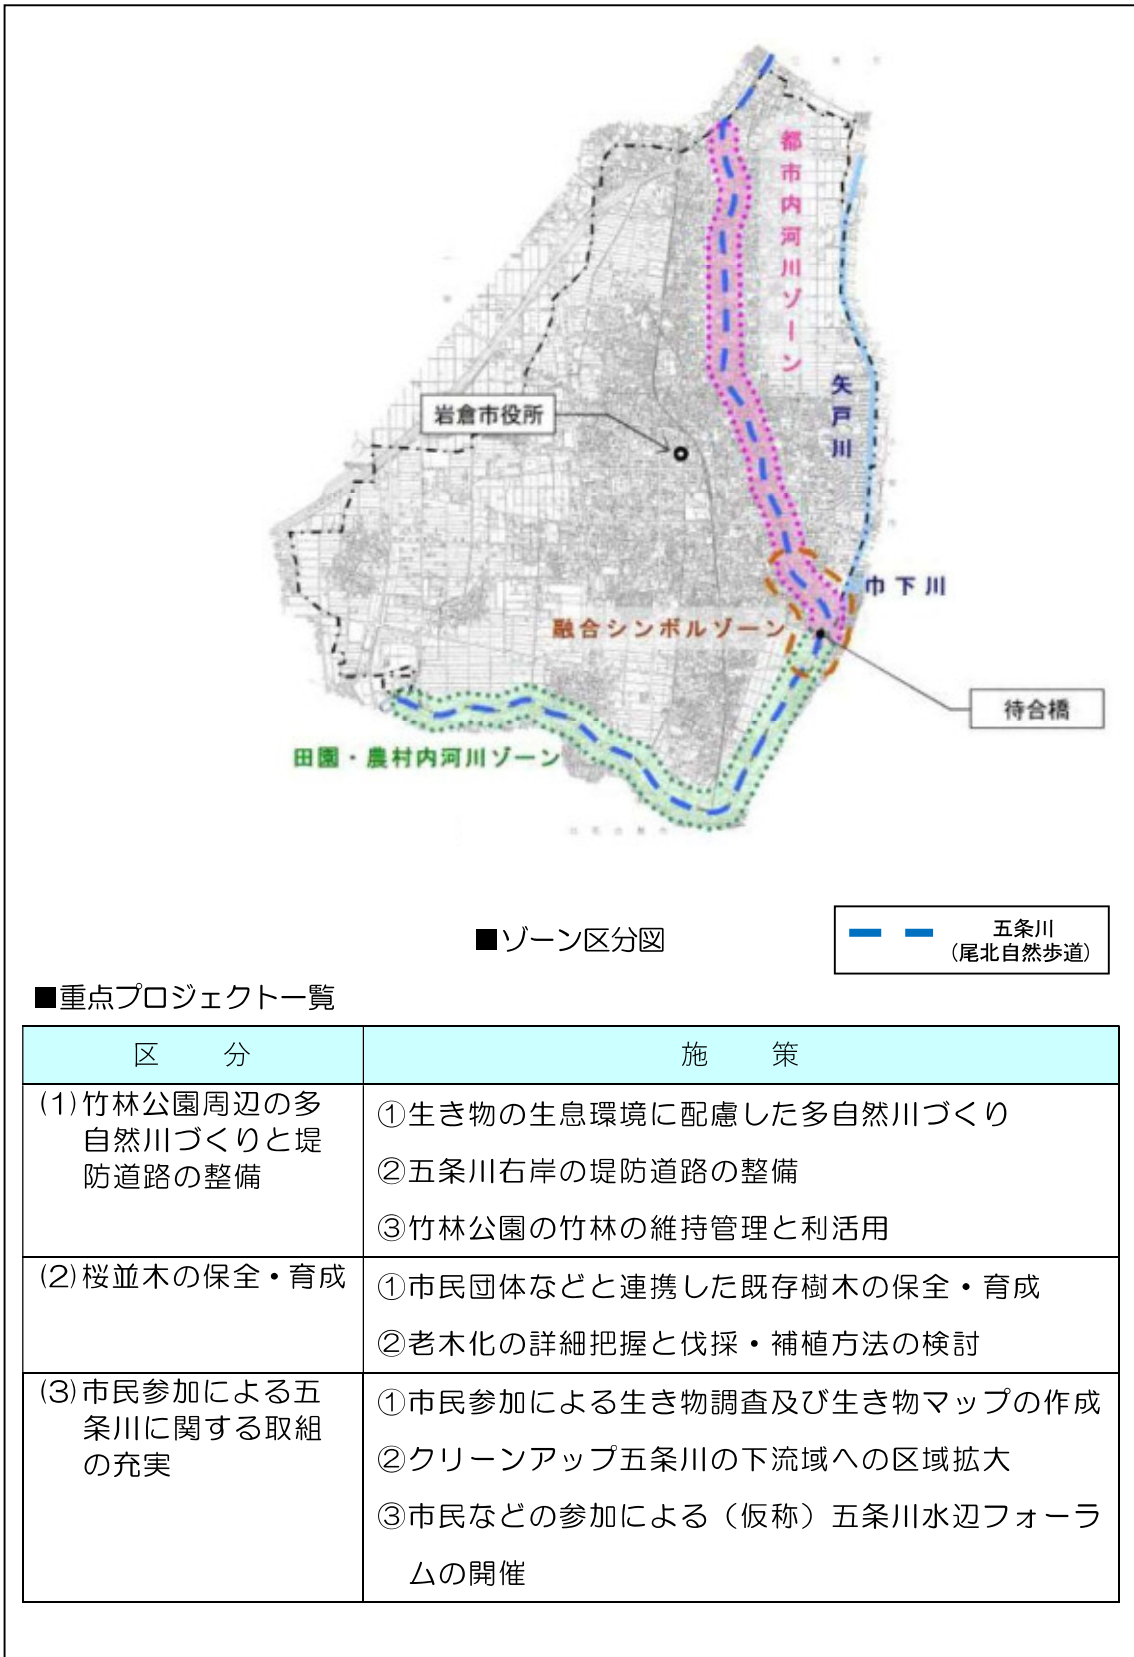 都市内河川ゾーン
矢戸川
岩倉市役所
巾下川
融合シンボルゾーン
待合橋
田園・農村内河川ゾーン
■ゾーン区分図
五条川
(尾北自然歩道)
■重点プロジェクト一覧
区　分
施　策
(1)竹林公園周辺の多
自然川づくりと堤
防道路の整備
①生き物の生息環境に配慮した多自然川づくり
②五条川右岸の堤防道路の整備
③竹林公園の竹林の維持管理と利活用
(2)桜並木の保全・育成
①市民団体などと連携した既存樹木の保全・育成
②老木化の詳細把握と伐採・補植方法の検討
(3)市民参加による五
条川に関する取組
の充実
①市民参加による生き物調査及び生き物マップの作成
②クリーンアップ五条川の下流域への区域拡大
③市民などの参加による（仮称）五条川水辺フォーラ
ムの開催